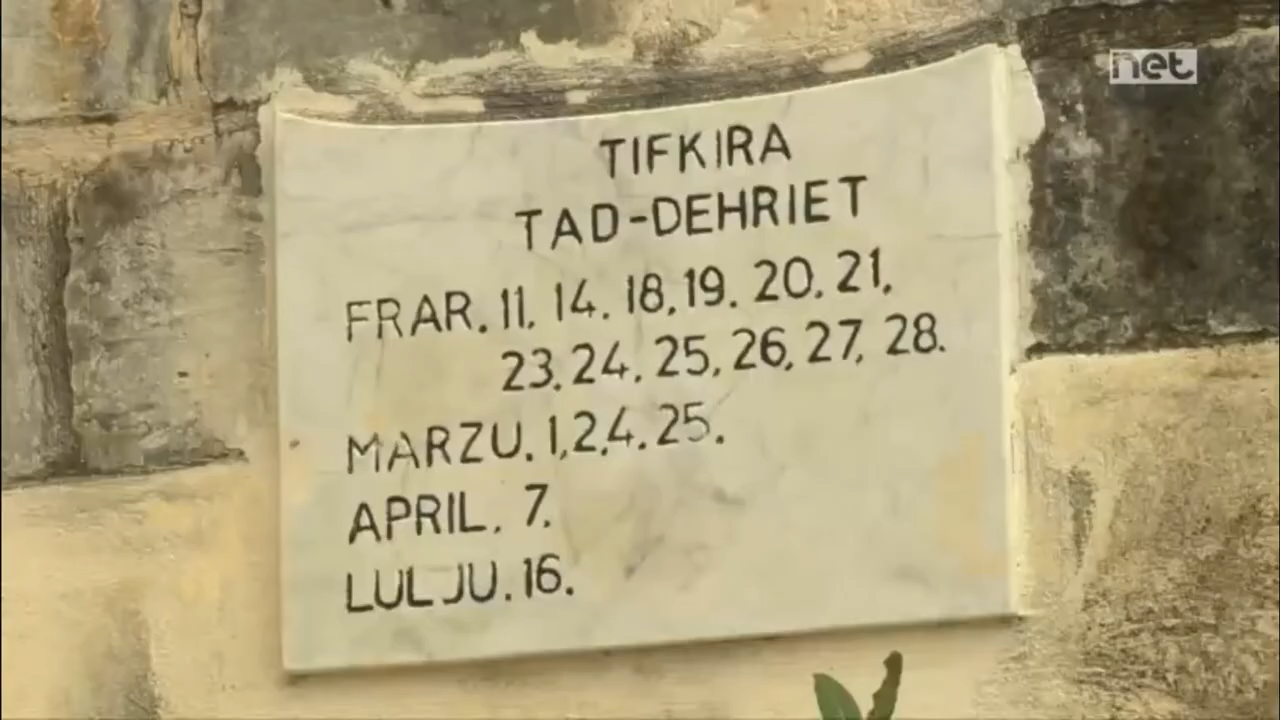 net
TIFKIRA
TAD-DEHRIET
FRAR. 11. 14. 18. 19. 20. 21.
23. 24. 25, 26, 27, 28.
MARZU. 1,2,4. 25.
APRIL. 7.
LULJU. 16.